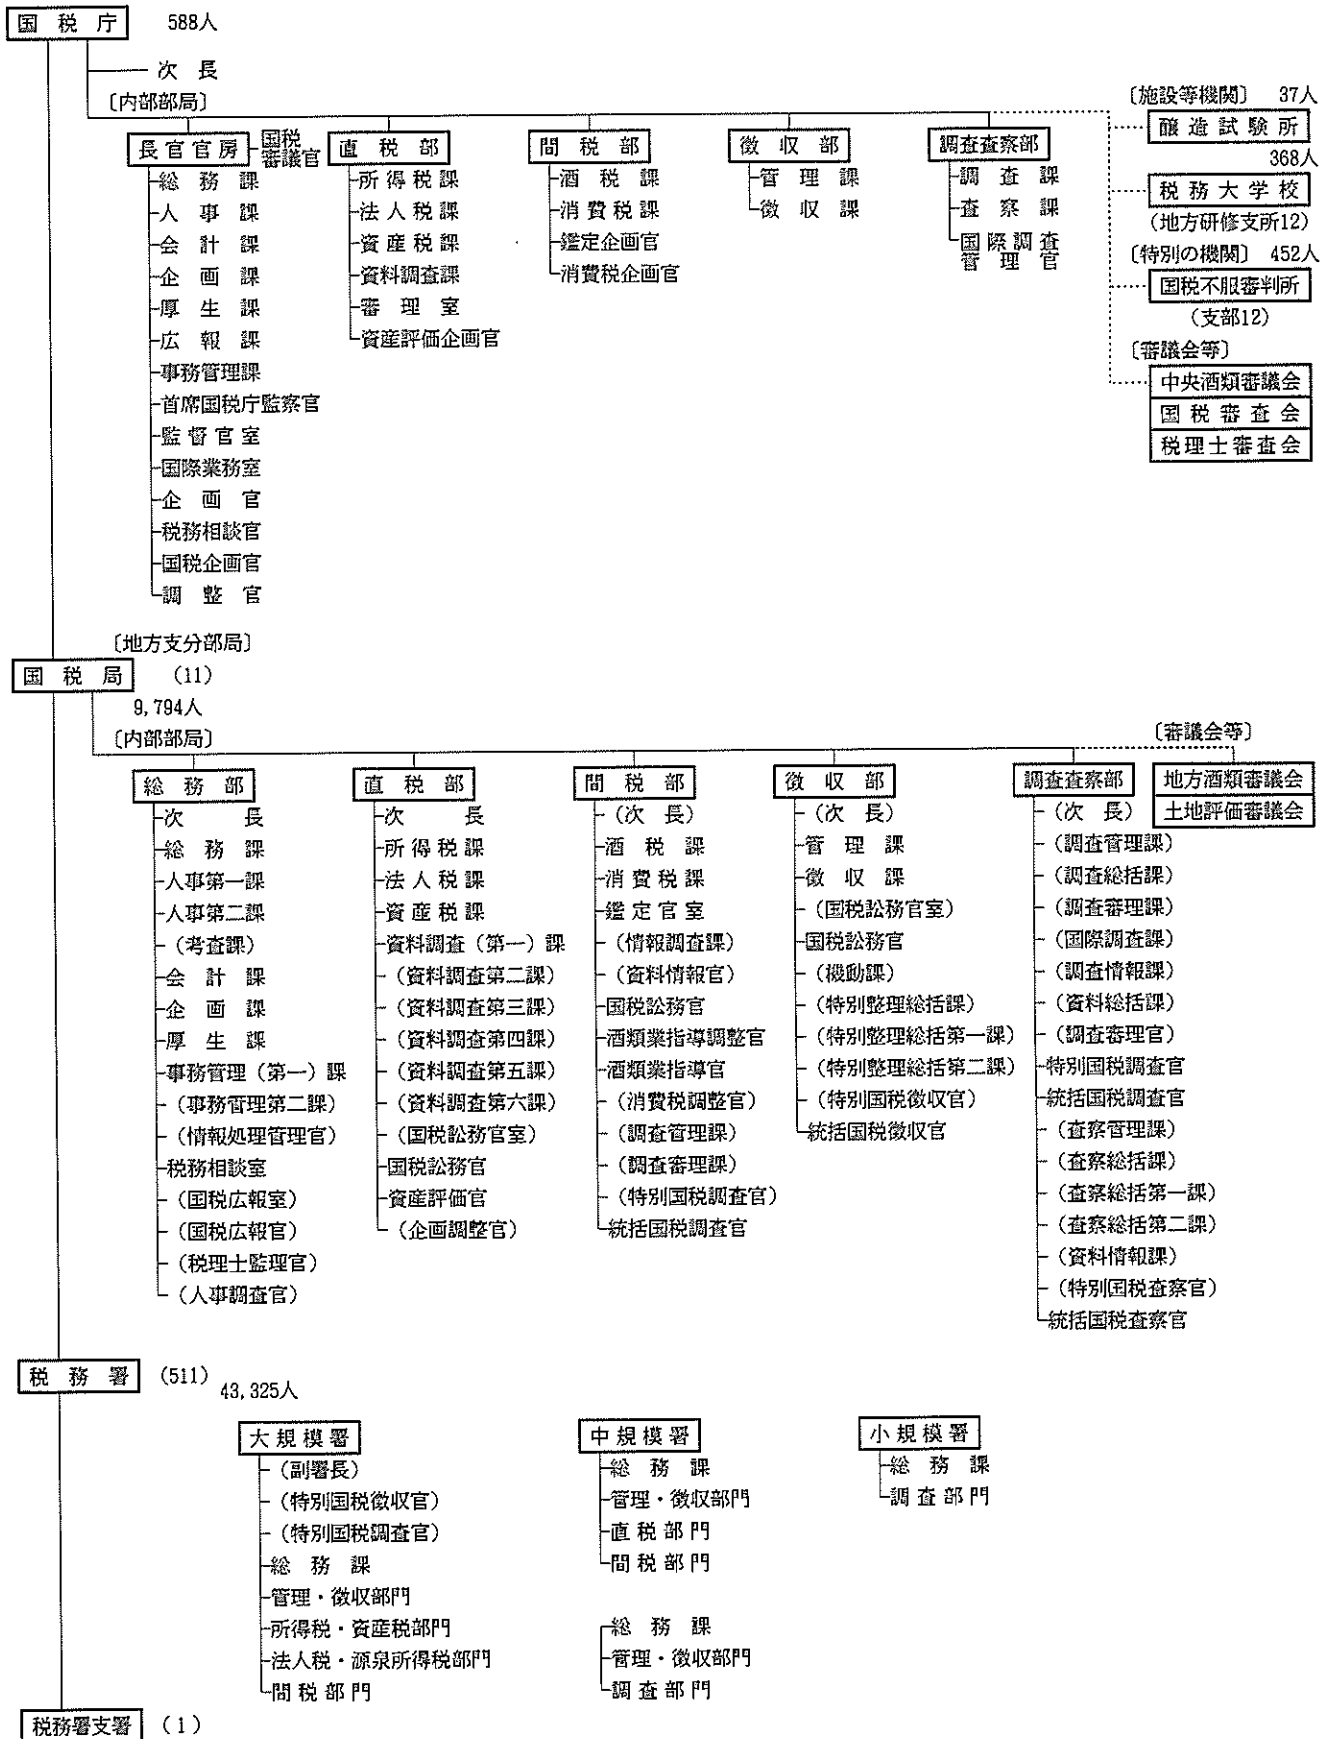 国税庁 588人
次長
〔内部部局〕
〔施設等機関〕 37人
醸造試験所
368人
税務大学校
(地方研修支所12)
〔特別の機関〕 452人
国税不服審判所
(支部12)
〔審議会等〕
中央酒類審議会
国税審査会
税理士審査会
長官官房
国税審議官
総務課
人事課
会計課
企画課
厚生課
広報課
事務管理課
首席国税庁監察官
監督官室
国際業務室
企画官
税務相談官
国税企画官
調整官
直税部
所得税課
法人税課
資産税課
資料調査課
審理室
資産評価企画官
間税部
酒税課
消費税課
鑑定企画官
消費税企画官
徴収部
管理課
徴収課
調査査察部
調査課
査察課
国際調査管理官
〔地方支分部局〕
国税局 (11)
9,794人
〔内部部局〕
〔審議会等〕
地方酒類審議会
土地評価審議会
総務部
次長
総務課
人事第一課
人事第二課
(考査課)
会計課
企画課
厚生課
事務管理(第一)課
(事務管理第二課)
(情報処理管理官)
税務相談室
(国税広報室)
(国税広報官)
(税理士監理官)
(人事調査官)
直税部
次長
所得税課
法人税課
資産税課
資料調査(第一)課
(資料調査第二課)
(資料調査第三課)
(資料調査第四課)
(資料調査第五課)
(資料調査第六課)
(国税訟務官室)
国税訟務官
資産評価官
(企画調整官)
間税部
(次長)
酒税課
消費税課
鑑定官室
(情報調査課)
(資料情報官)
国税訟務官
酒類業指導調整官
酒類業指導官
(消費税調整官)
(調査管理課)
(調査審理課)
(特別国税調査官)
統括国税調査官
徴収部
(次長)
管理課
徴収課
(国税訟務官室)
国税訟務官
(機動課)
(特別整理総括課)
(特別整理総括第一課)
(特別整理総括第二課)
(特別国税徴収官)
統括国税徴収官
調査査察部
(次長)
(調査管理課)
(調査総括課)
(調査審理課)
(国際調査課)
(調査情報課)
(資料総括課)
(調査審理官)
特別国税調査官
統括国税調査官
(査察管理課)
(査察総括課)
(査察総括第一課)
(査察総括第二課)
(資料情報課)
(特別国税査察官)
統括国税査察官
税務署 (511)
43,325人
大規模署
(副署長)
(特別国税徴収官)
(特別国税調査官)
総務課
管理・徴収部門
所得税・資産税部門
法人税・源泉所得税部門
間税部門
中規模署
総務課
管理・徴収部門
直税部門
間税部門
総務課
管理・徴収部門
調査部門
小規模署
総務課
調査部門
税務署支署 (1)